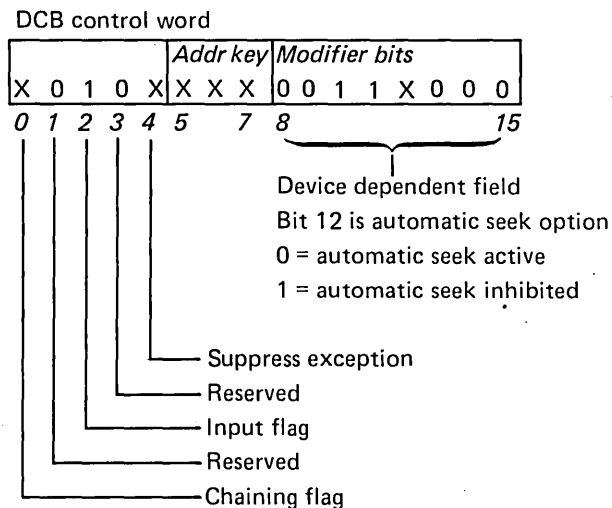 DCB control word
Addr key Modifier bits
X 0 1 0 X X X X 0 0 1 1 X 0 0 0
0 1 2 3 4 5 7 8 15
Device dependent field
Bit 12 is automatic seek option
0 = automatic seek active
1 = automatic seek inhibited
Suppress exception
Reserved
Input flag
Reserved
Chaining flag